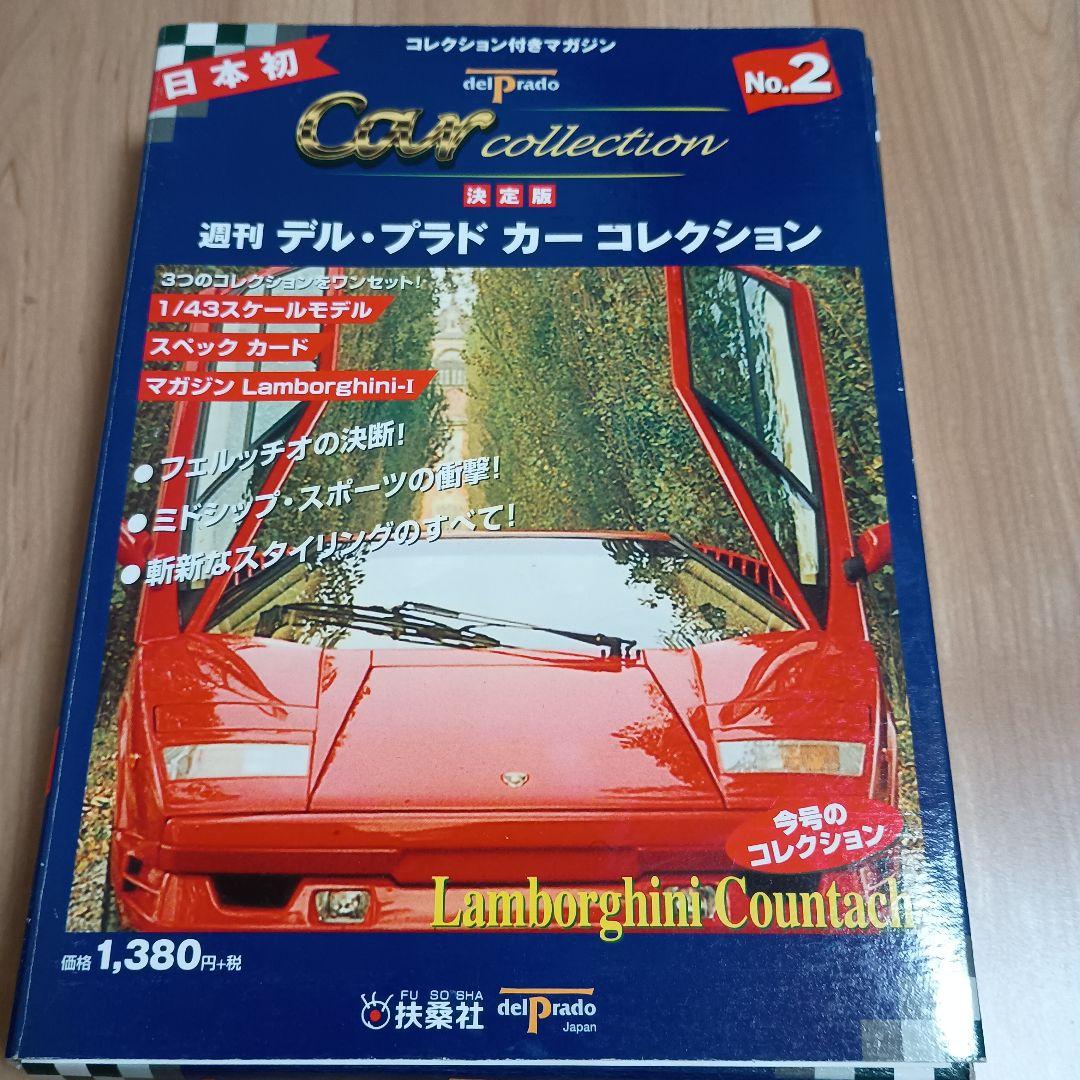 コレクション付きマガジン
日本初
delPrado
No.2
Car collection
決定版
週刊 デル・プラド カー コレクション
3つのコレクションをワンセット!
1/43スケールモデル
スペック カード
マガジン Lamborghini-I
●フェルッチオの決断!
●ミドシップ・スポーツの衝撃!
●斬新なスタイリングのすべて!
今号の
コレクション
Lamborghini Countach
価格1,380円+税
FU SO SHA
扶桑社
delPrado
Japan